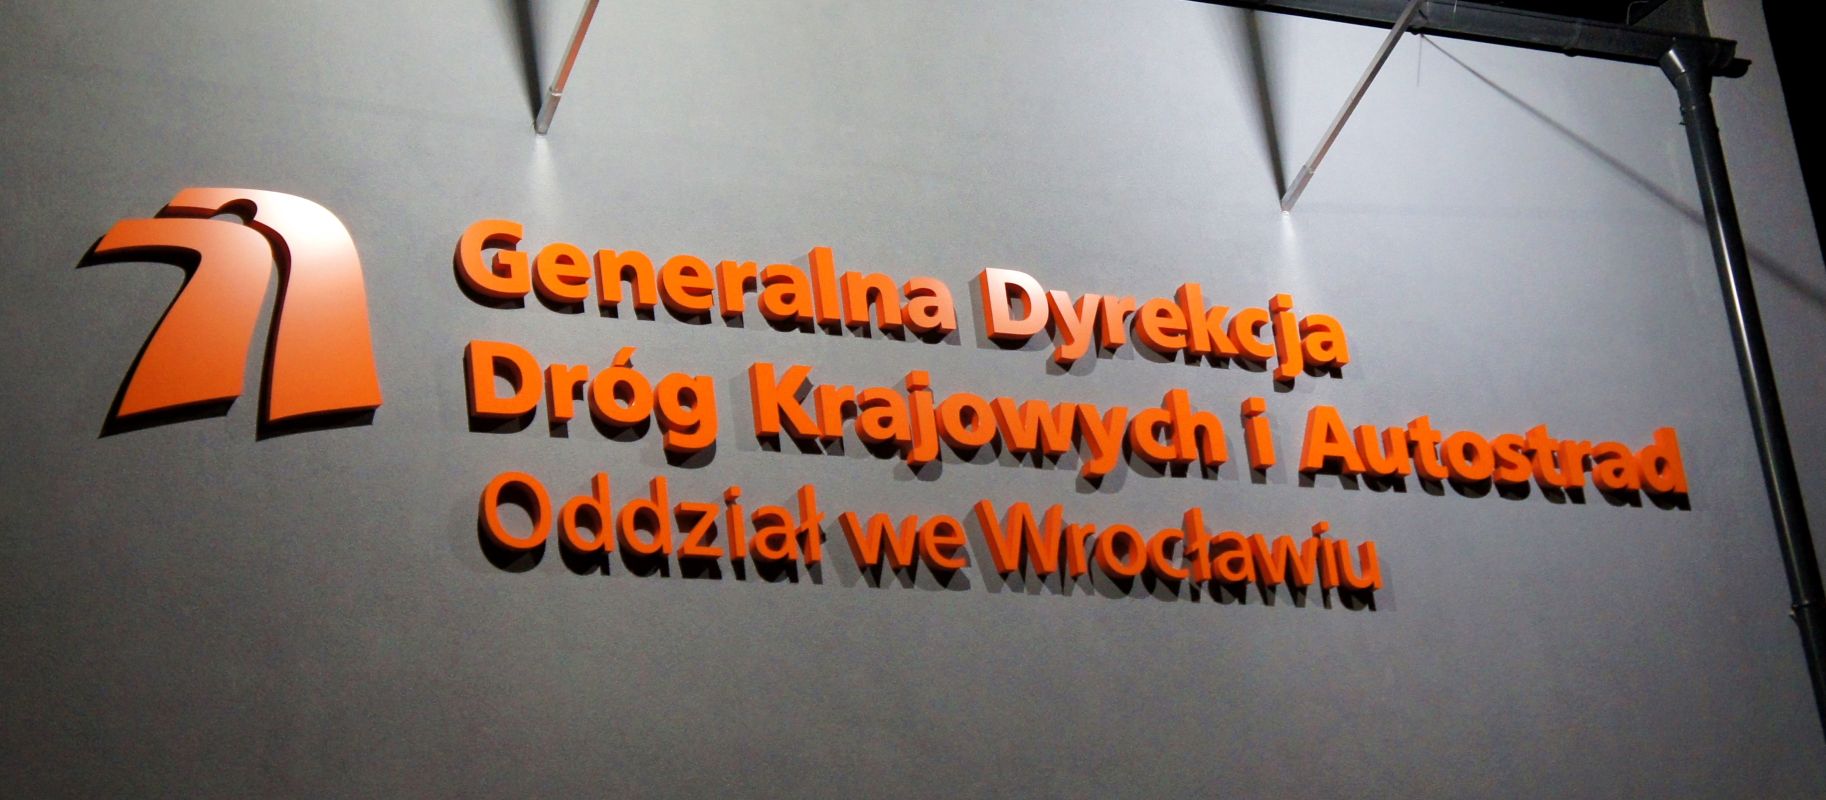 Generalna Dyrekcja
Dróg Krajowych i Autostrad
Oddział we Wrocławiu